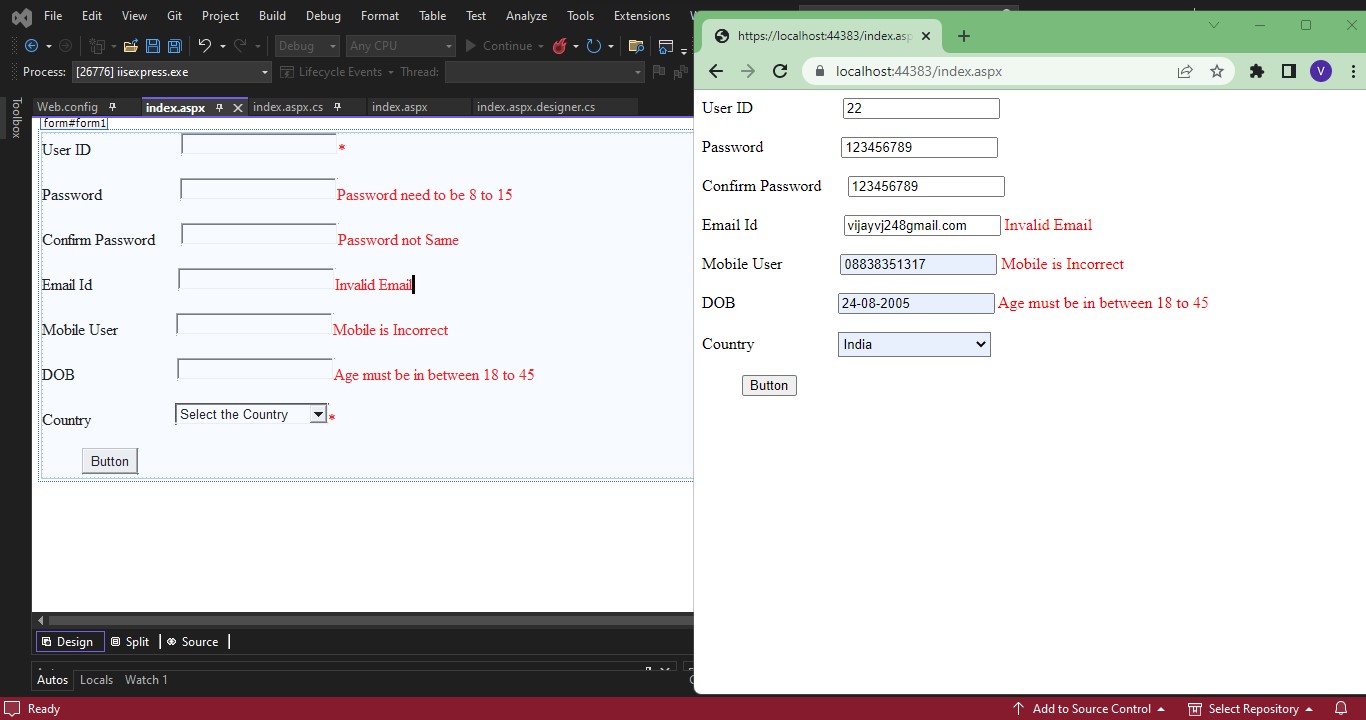 File Edit View Git Project Build Debug Format Table Test Analyze Tools Extensions
Debug Any CPU Continue
Process: [26776] iisexpress.exe Lifecycle Events Thread:
Toolbox
Web.config index.aspx index.aspx.cs index.aspx index.aspx.designer.cs
form#form1
User ID *
Password Password need to be 8 to 15
Confirm Password Password not Same
Email Id Invalid Email
Mobile User Mobile is Incorrect
DOB Age must be in between 18 to 45
Country Select the Country *
Button
Design Split Source
Autos Locals Watch 1
Ready Add to Source Control Select Repository
https://localhost:44383/index.asp
localhost:44383/index.aspx V
User ID 22
Password 123456789
Confirm Password 123456789
Email Id vijayvj248gmail.com Invalid Email
Mobile User 08838351317 Mobile is Incorrect
DOB 24-08-2005 Age must be in between 18 to 45
Country India
Button